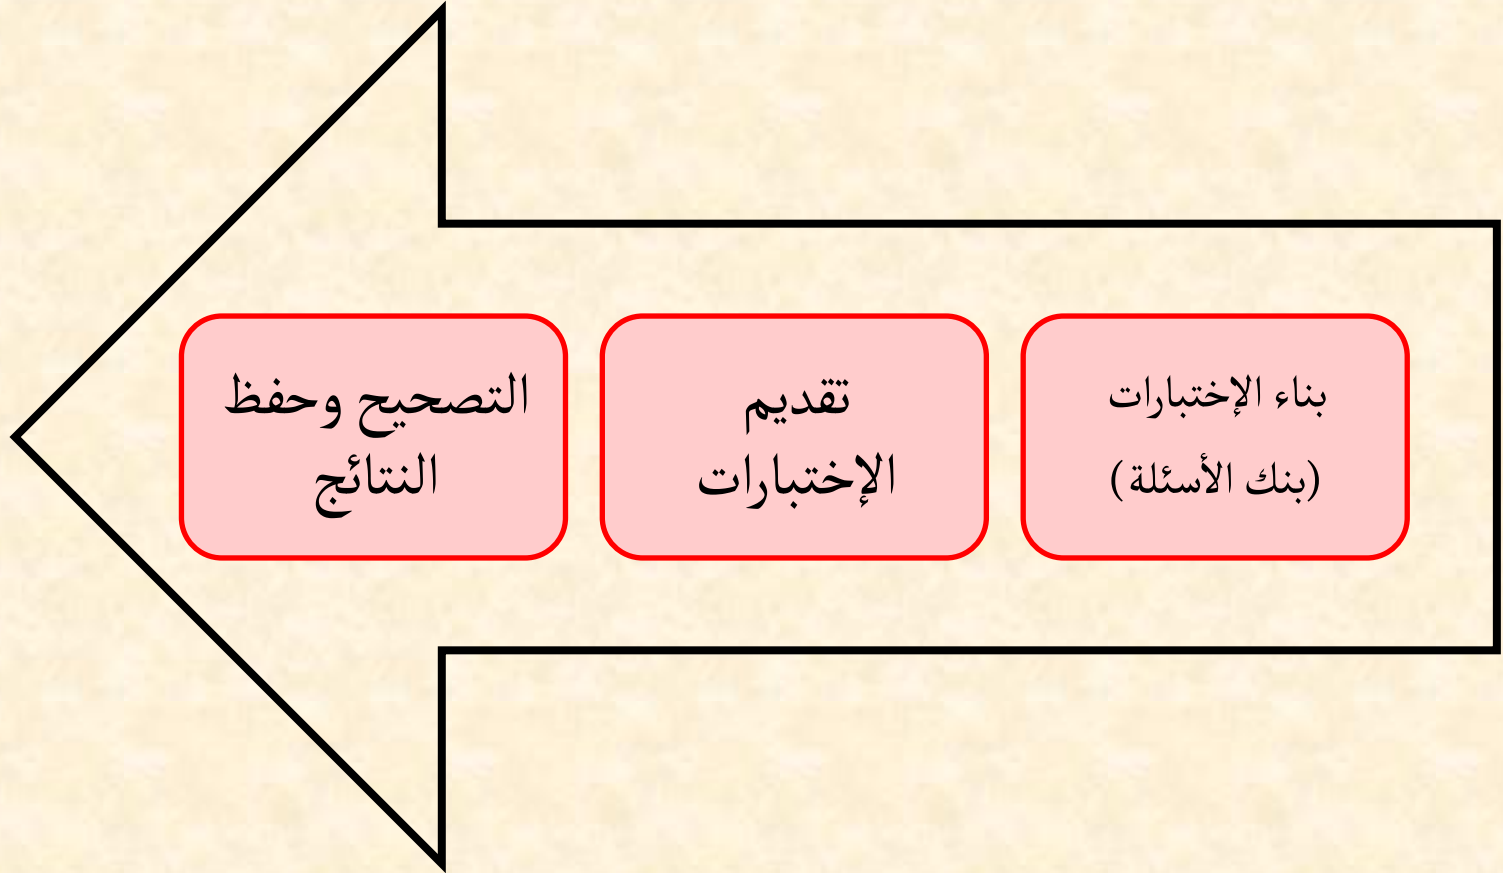 بناء الإختبارات
(بنك الأسئلة)
تقديم
الإختبارات
التصحيح وحفظ
النتائج